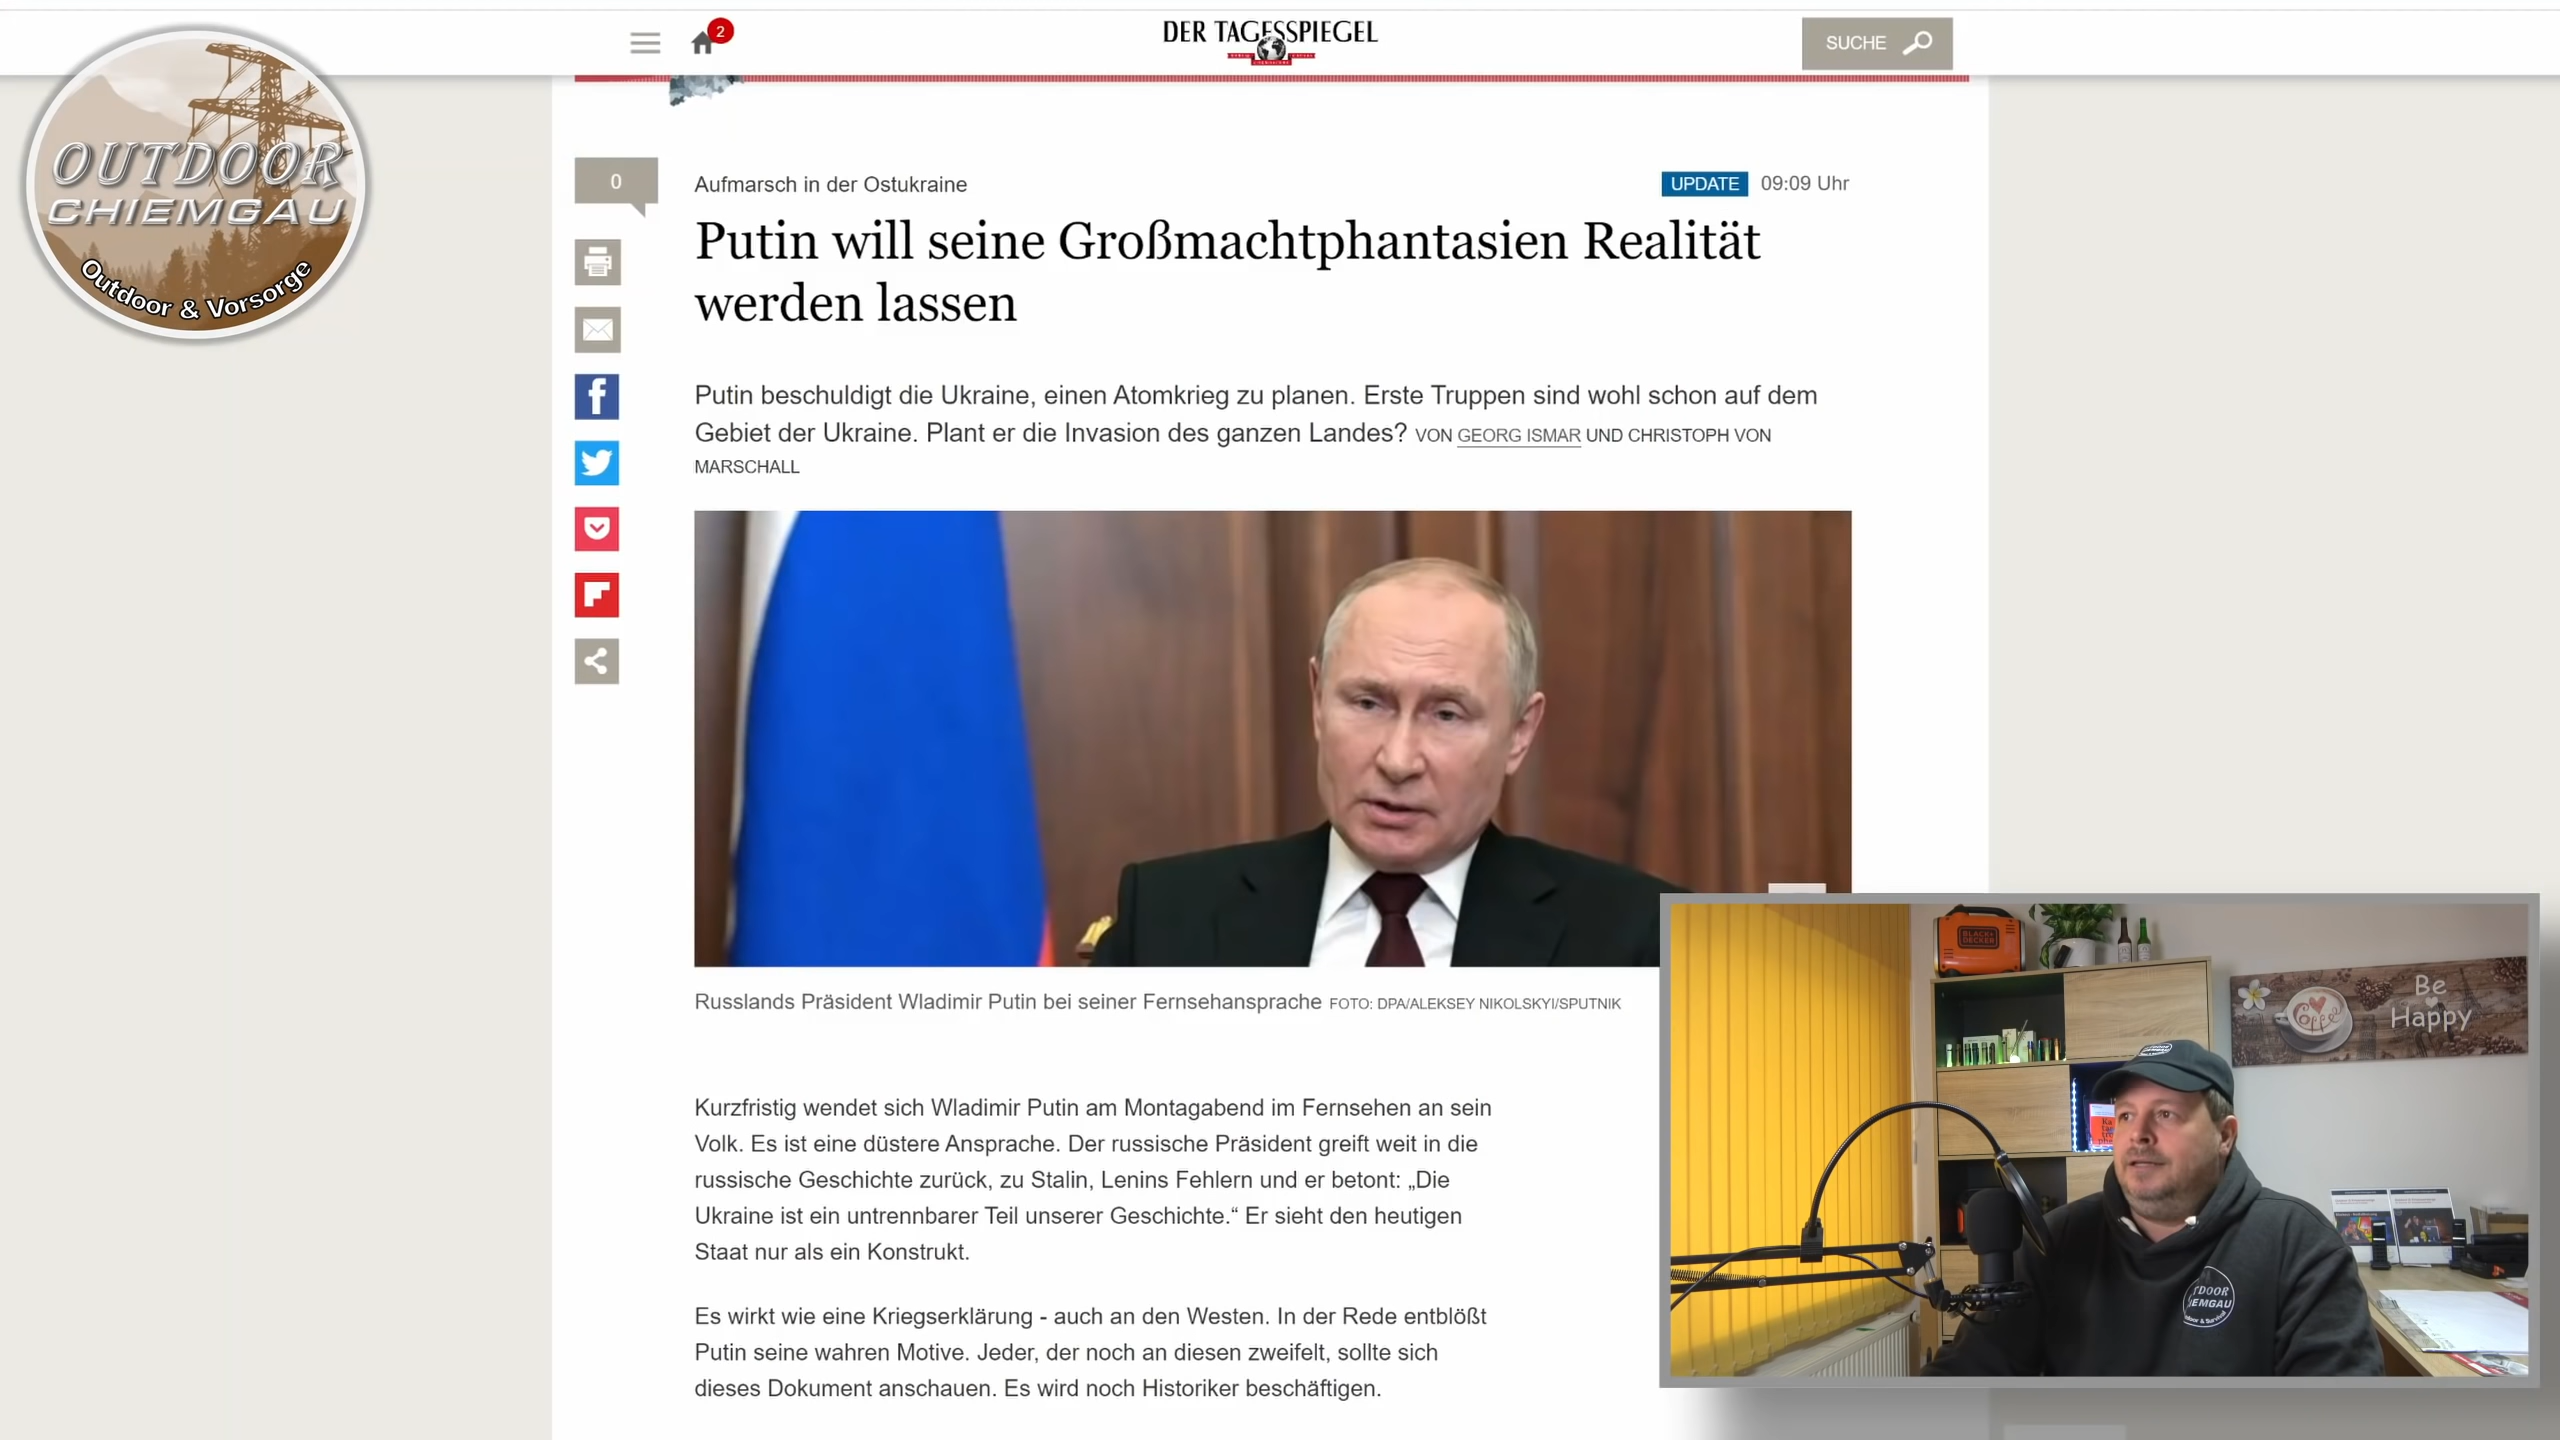 2
DER TAGESSPIEGEL
SUCHE
OUTDOOR
CHIEMGAU
Outdoor & Vorsorge
0
Aufmarsch in der Ostukraine
UPDATE 09:09 Uhr
Putin will seine Großmachtphantasien Realität
werden lassen
Putin beschuldigt die Ukraine, einen Atomkrieg zu planen. Erste Truppen sind wohl schon auf dem
Gebiet der Ukraine. Plant er die Invasion des ganzen Landes? VON GEORG ISMAR UND CHRISTOPH VON
MARSCHALL
Russlands Präsident Wladimir Putin bei seiner Fernsehansprache FOTO: DPA/ALEKSEY NIKOLSKYI/SPUTNIK
Kurzfristig wendet sich Wladimir Putin am Montagabend im Fernsehen an sein
Volk. Es ist eine düstere Ansprache. Der russische Präsident greift weit in die
russische Geschichte zurück, zu Stalin, Lenins Fehlern und er betont: „Die
Ukraine ist ein untrennbarer Teil unserer Geschichte.“ Er sieht den heutigen
Staat nur als ein Konstrukt.
Es wirkt wie eine Kriegserklärung - auch an den Westen. In der Rede entblößt
Putin seine wahren Motive. Jeder, der noch an diesen zweifelt, sollte sich
dieses Dokument anschauen. Es wird noch Historiker beschäftigen.
BLACK+
DECKER
Be
Happy
Coffee